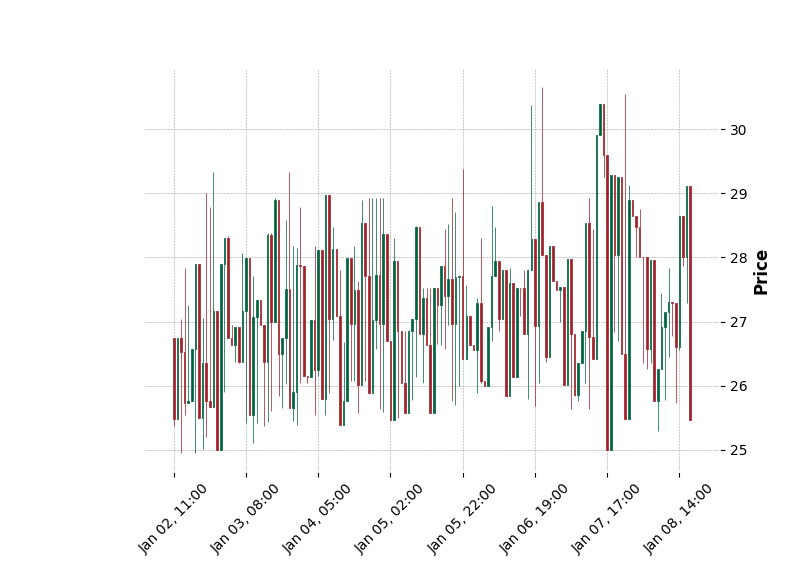 30
29
28
27
26
25
Price
Jan 02, 11:00
Jan 03, 08:00
Jan 04, 05:00
Jan 05, 02:00
Jan 05, 22:00
Jan 06, 19:00
Jan 07, 17:00
Jan 08, 14:00